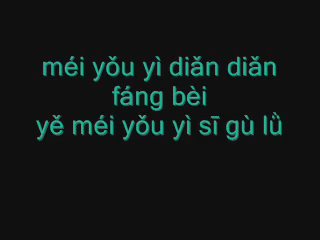 méi yǒu yì diǎn diǎn
fáng bèi
yě méi yǒu yì sī gù lǜ